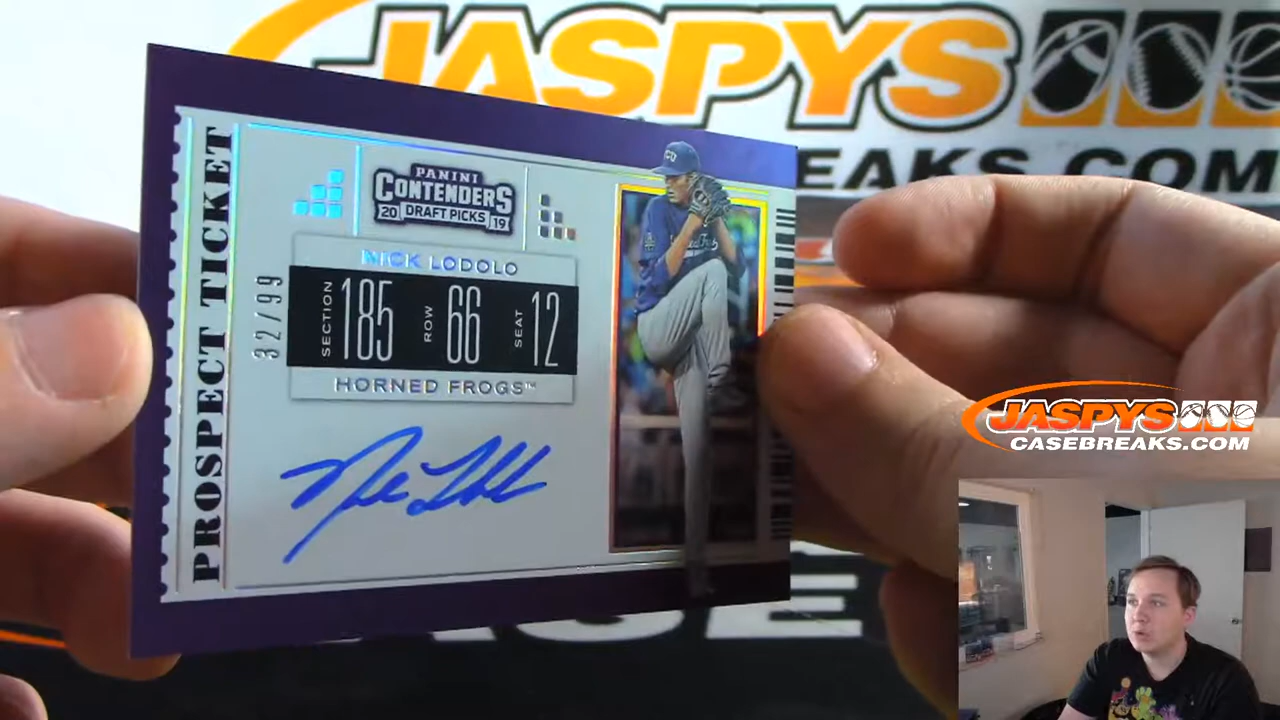 JASPYS
EAKS.COM
PROSPECT TICKET
PANINI
CONTENDERS
20 DRAFT PICKS 19
NICK LODOLO
32/99
SECTION 185 ROW 66 SEAT 12
HORNED FROGS™
JASPYS
CASEBREAKS.COM